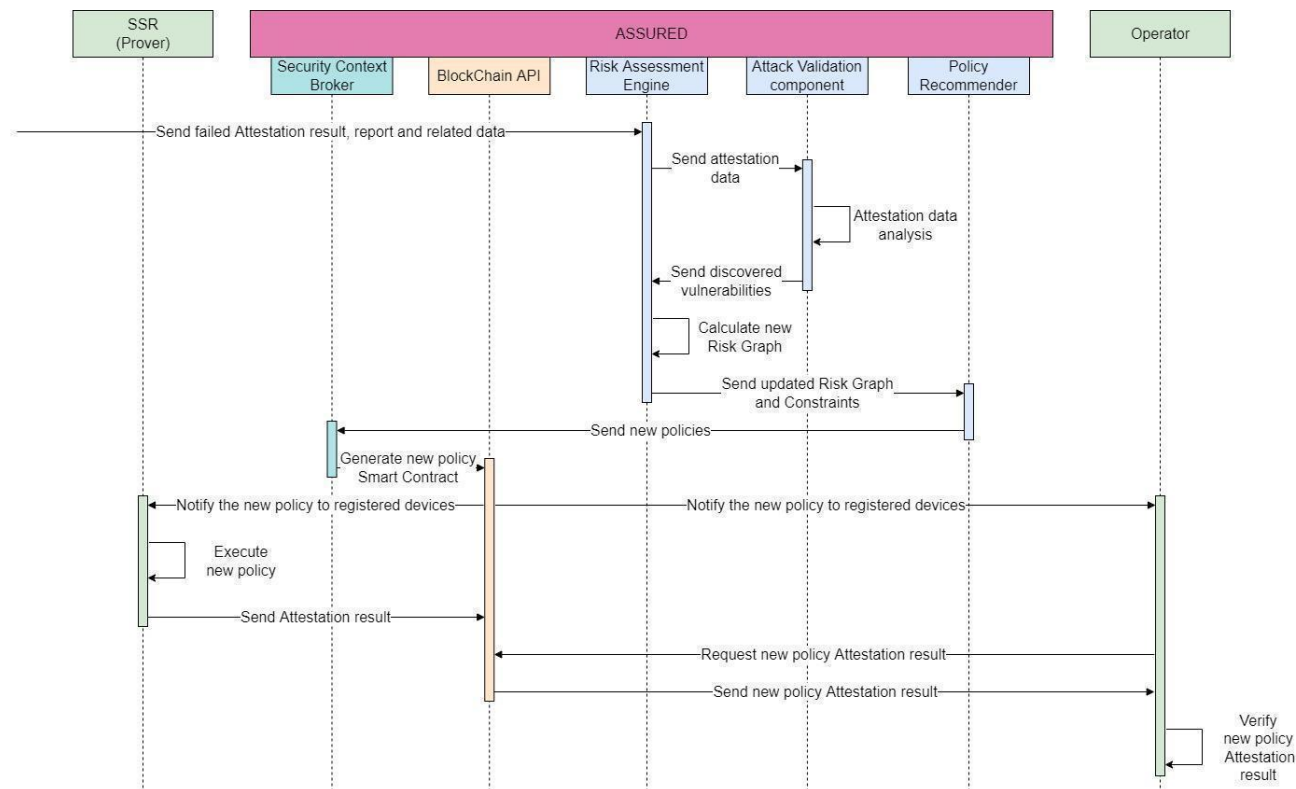 SSR
(Prover)
ASSURED
Operator
Security Context
Broker
BlockChain API
Risk Assessment
Engine
Attack Validation
component
Policy
Recommender
Send failed Attestation result, report and related data
Send attestation
data
Attestation data
analysis
Send discovered
vulnerabilities
Calculate new
Risk Graph
Send updated Risk Graph
and Constraints
Send new policies
Generate new policy
Smart Contract
Notify the new policy to registered devices
Notify the new policy to registered devices
Execute
new policy
Send Attestation result
Request new policy Attestation result
Send new policy Attestation result
Verify
new policy
Attestation
result